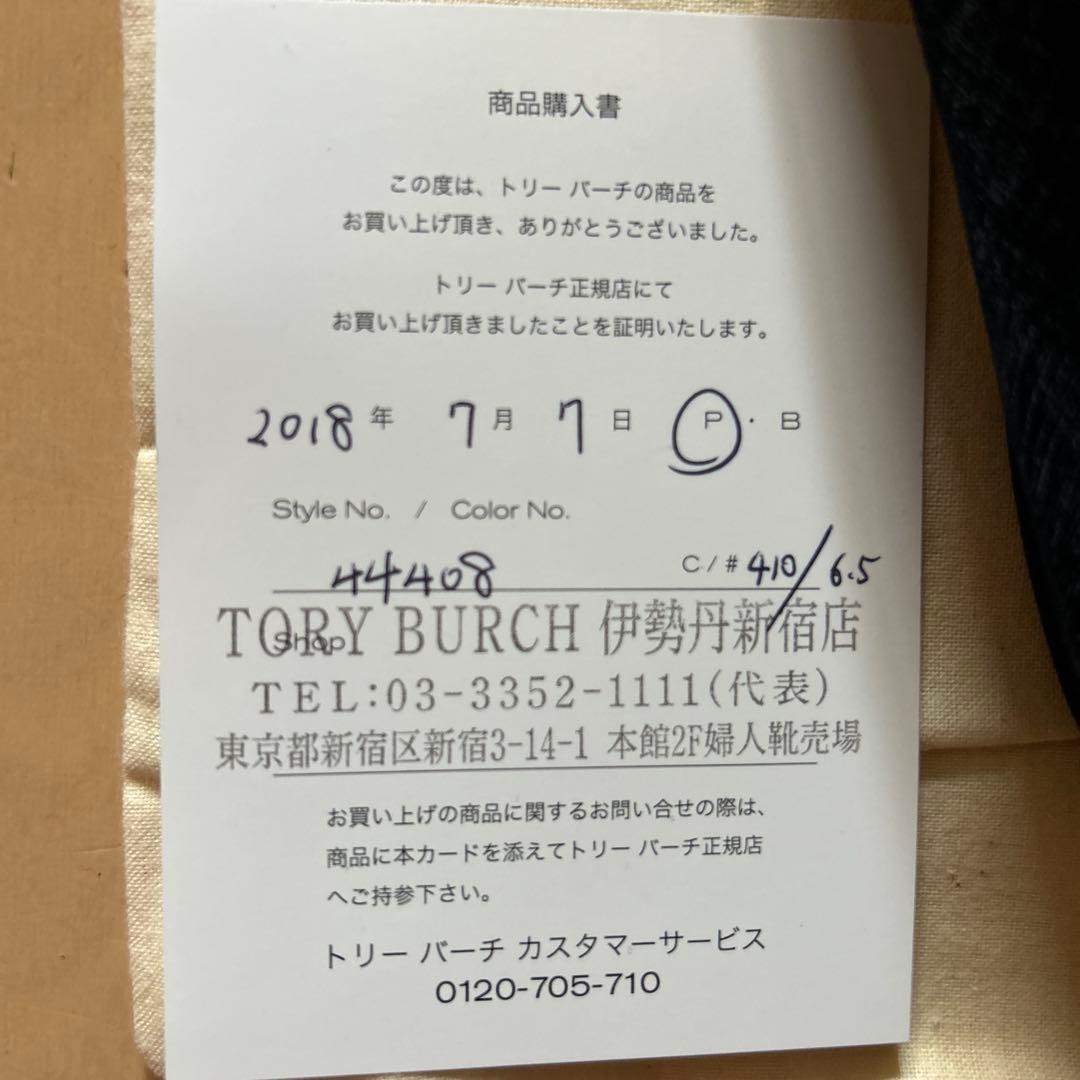 商品購入書
この度は、トリー バーチの商品を
お買い上げ頂き、ありがとうございました。
トリー バーチ正規店にて
お買い上げ頂きましたことを証明いたします。
2018 年 7 月 7 日 P・B
Style No. / Color No.
44408 C/# 410/6.5
Shop
TORY BURCH 伊勢丹新宿店
TEL:03-3352-1111(代表)
東京都新宿区新宿3-14-1 本館2F婦人靴売場
お買い上げの商品に関するお問い合せの際は、
商品に本カードを添えてトリー バーチ正規店
へご持参下さい。
トリー バーチ カスタマーサービス
0120-705-710